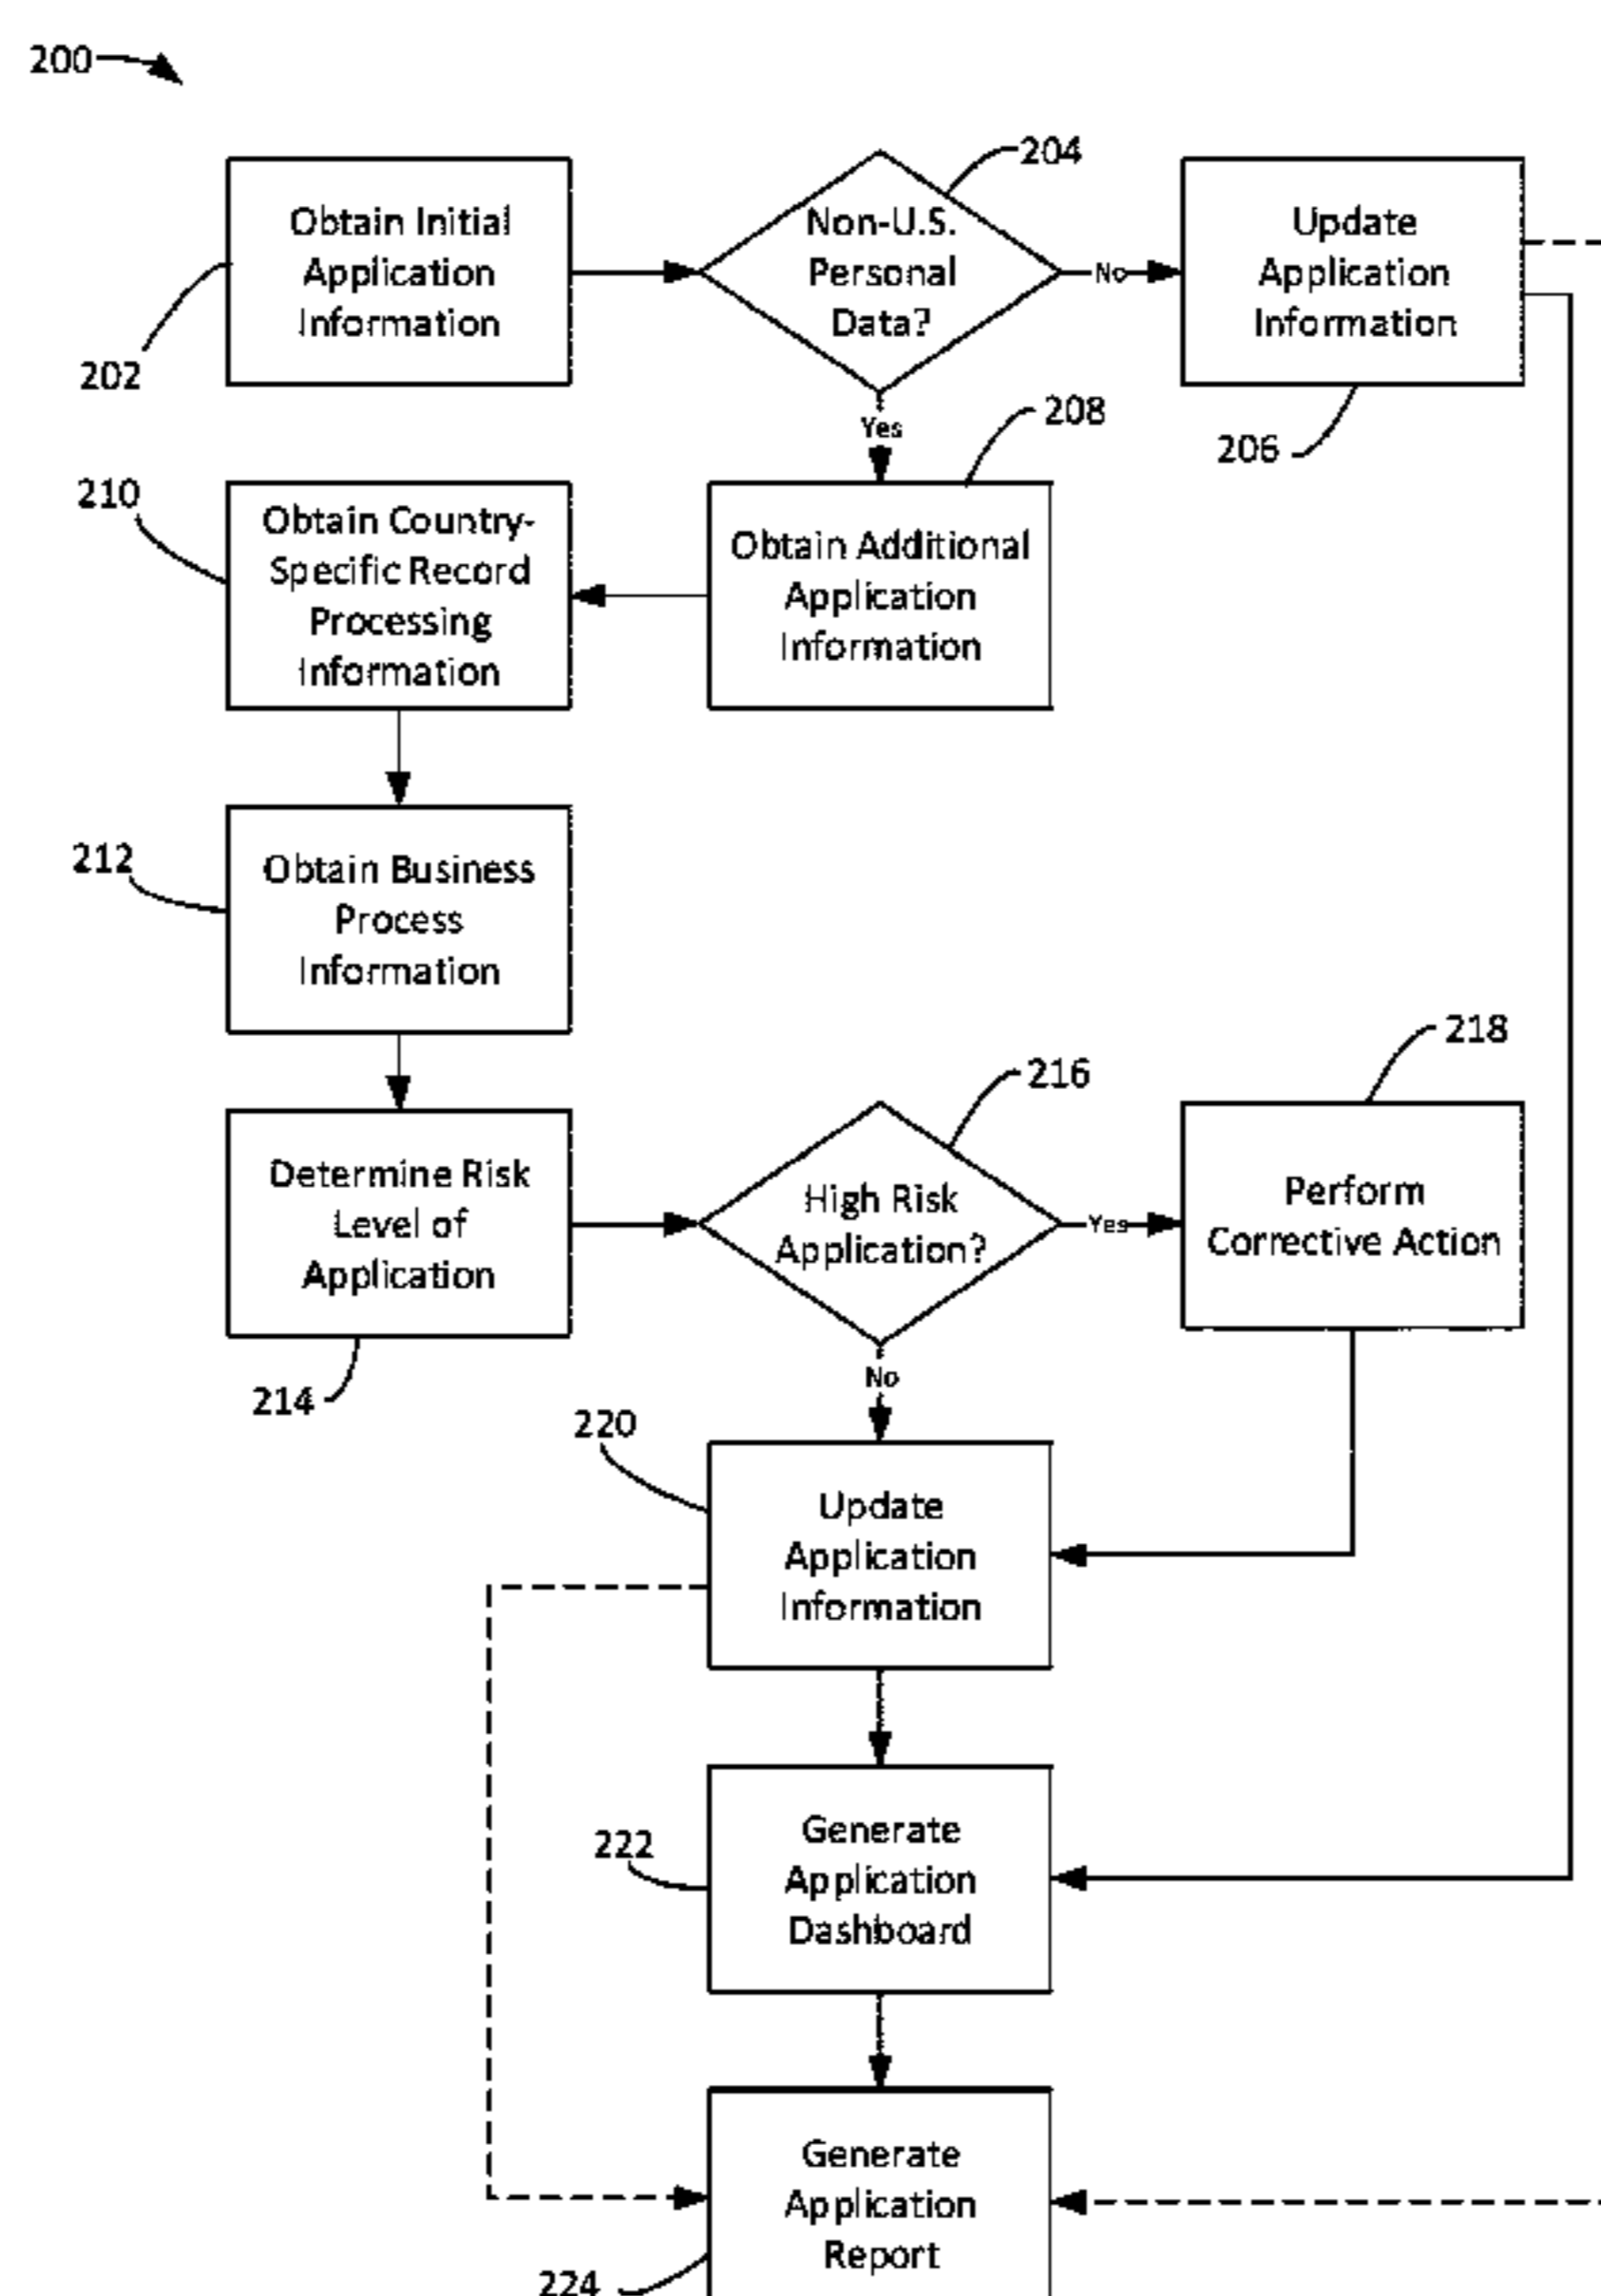 200
Obtain Initial
Application
Information
202
Non-U.S.
Personal
Data?
204
No
Update
Application
Information
206
Yes
208
Obtain Additional
Application
Information
210
Obtain Country-
Specific Record
Processing
Information
212
Obtain Business
Process
Information
Determine Risk
Level of
Application
214
216
High Risk
Application?
Yes
218
Perform
Corrective Action
No
220
Update
Application
Information
222
Generate
Application
Dashboard
Generate
Application
Report
224